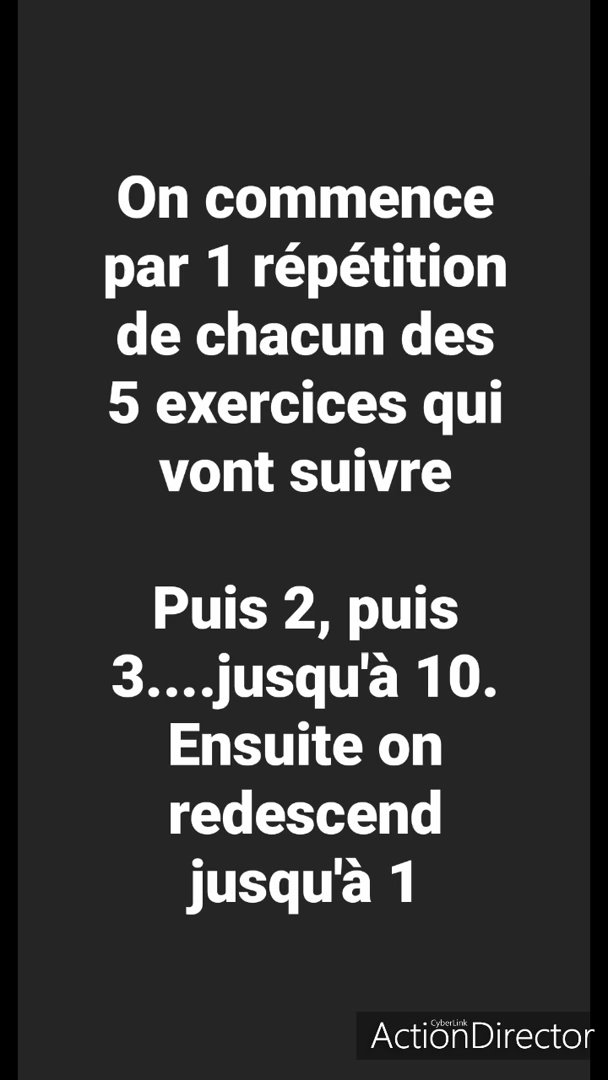 On commence
par 1 répétition
de chacun des
5 exercices qui
vont suivre
Puis 2, puis
3....jusqu'à 10.
Ensuite on
redescend
jusqu'à 1
CyberLink
ActionDirector